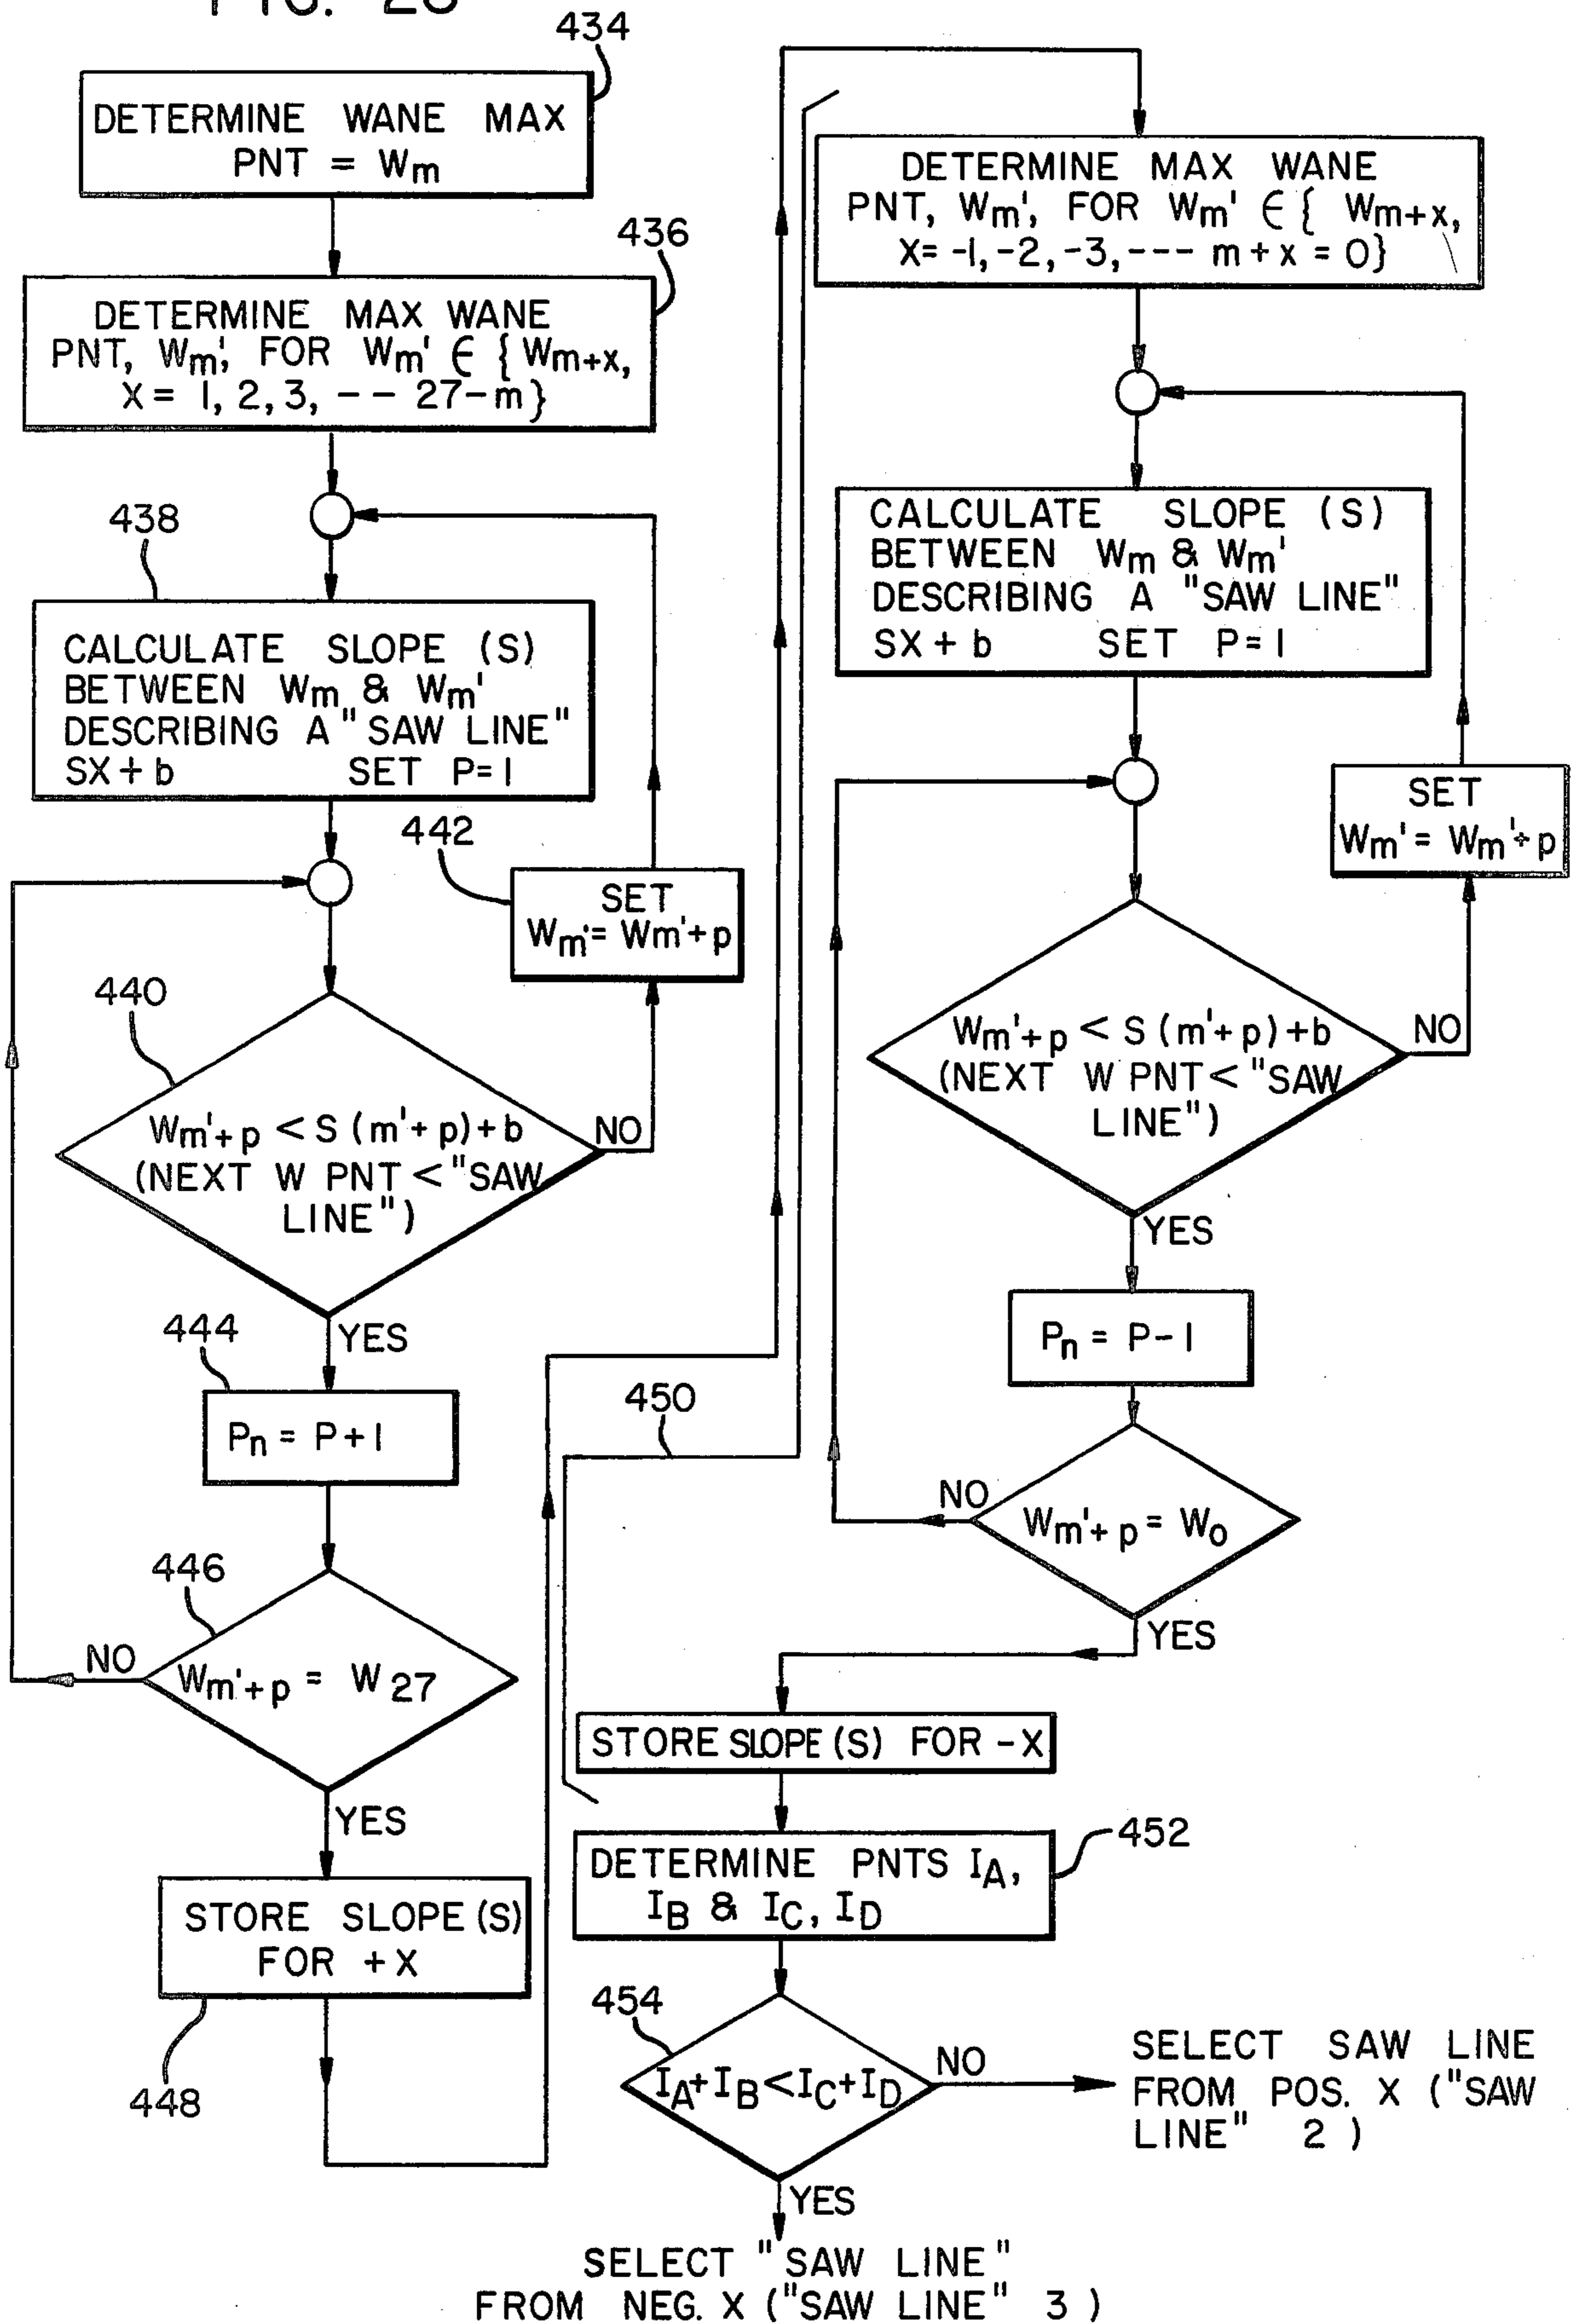 434
DETERMINE WANE MAX
PNT = Wm
436
DETERMINE MAX WANE
PNT, Wm', FOR Wm' ∈ { Wm+x,
X = 1, 2, 3, -- 27-m}
438
CALCULATE SLOPE (S)
BETWEEN Wm & Wm'
DESCRIBING A "SAW LINE"
SX + b SET P=1
442
SET
Wm' = Wm'+p
440
Wm'+p < S (m'+p)+b
(NEXT W PNT < "SAW
LINE")
NO
YES
444
Pn = P+1
446
NO
Wm'+p = W27
YES
STORE SLOPE (S)
FOR +X
448
450
DETERMINE MAX WANE
PNT, Wm', FOR Wm' ∈ { Wm+x,
X= -1, -2, -3, --- m+x = 0}
CALCULATE SLOPE (S)
BETWEEN Wm & Wm'
DESCRIBING A "SAW LINE"
SX + b SET P=1
SET
Wm' = Wm'+p
Wm'+p < S (m'+p)+b
(NEXT W PNT < "SAW
LINE")
NO
YES
Pn = P-1
NO
Wm'+p = Wo
YES
STORE SLOPE (S) FOR -X
452
DETERMINE PNTS IA,
IB & IC, ID
454
IA+IB<IC+ID
NO
SELECT SAW LINE
FROM POS. X ("SAW
LINE" 2 )
YES
SELECT "SAW LINE"
FROM NEG. X ("SAW LINE" 3 )